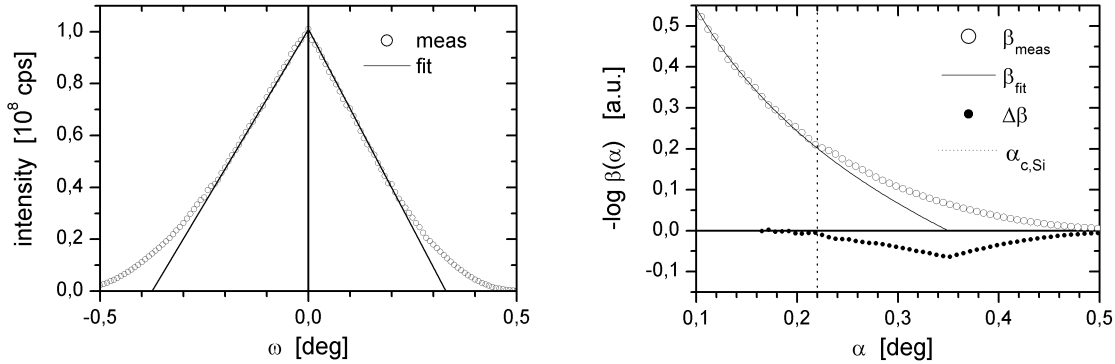 1,0
0,8
0,6
0,4
0,2
0,0
intensity [10⁸ cps]
meas
fit
-0,5
0,0
0,5
ω [deg]
0,5
0,4
0,3
0,2
0,1
0,0
-0,1
-log β(α) [a.u.]
β_meas
β_fit
Δβ
α_c,Si
0,1
0,2
0,3
0,4
0,5
α [deg]